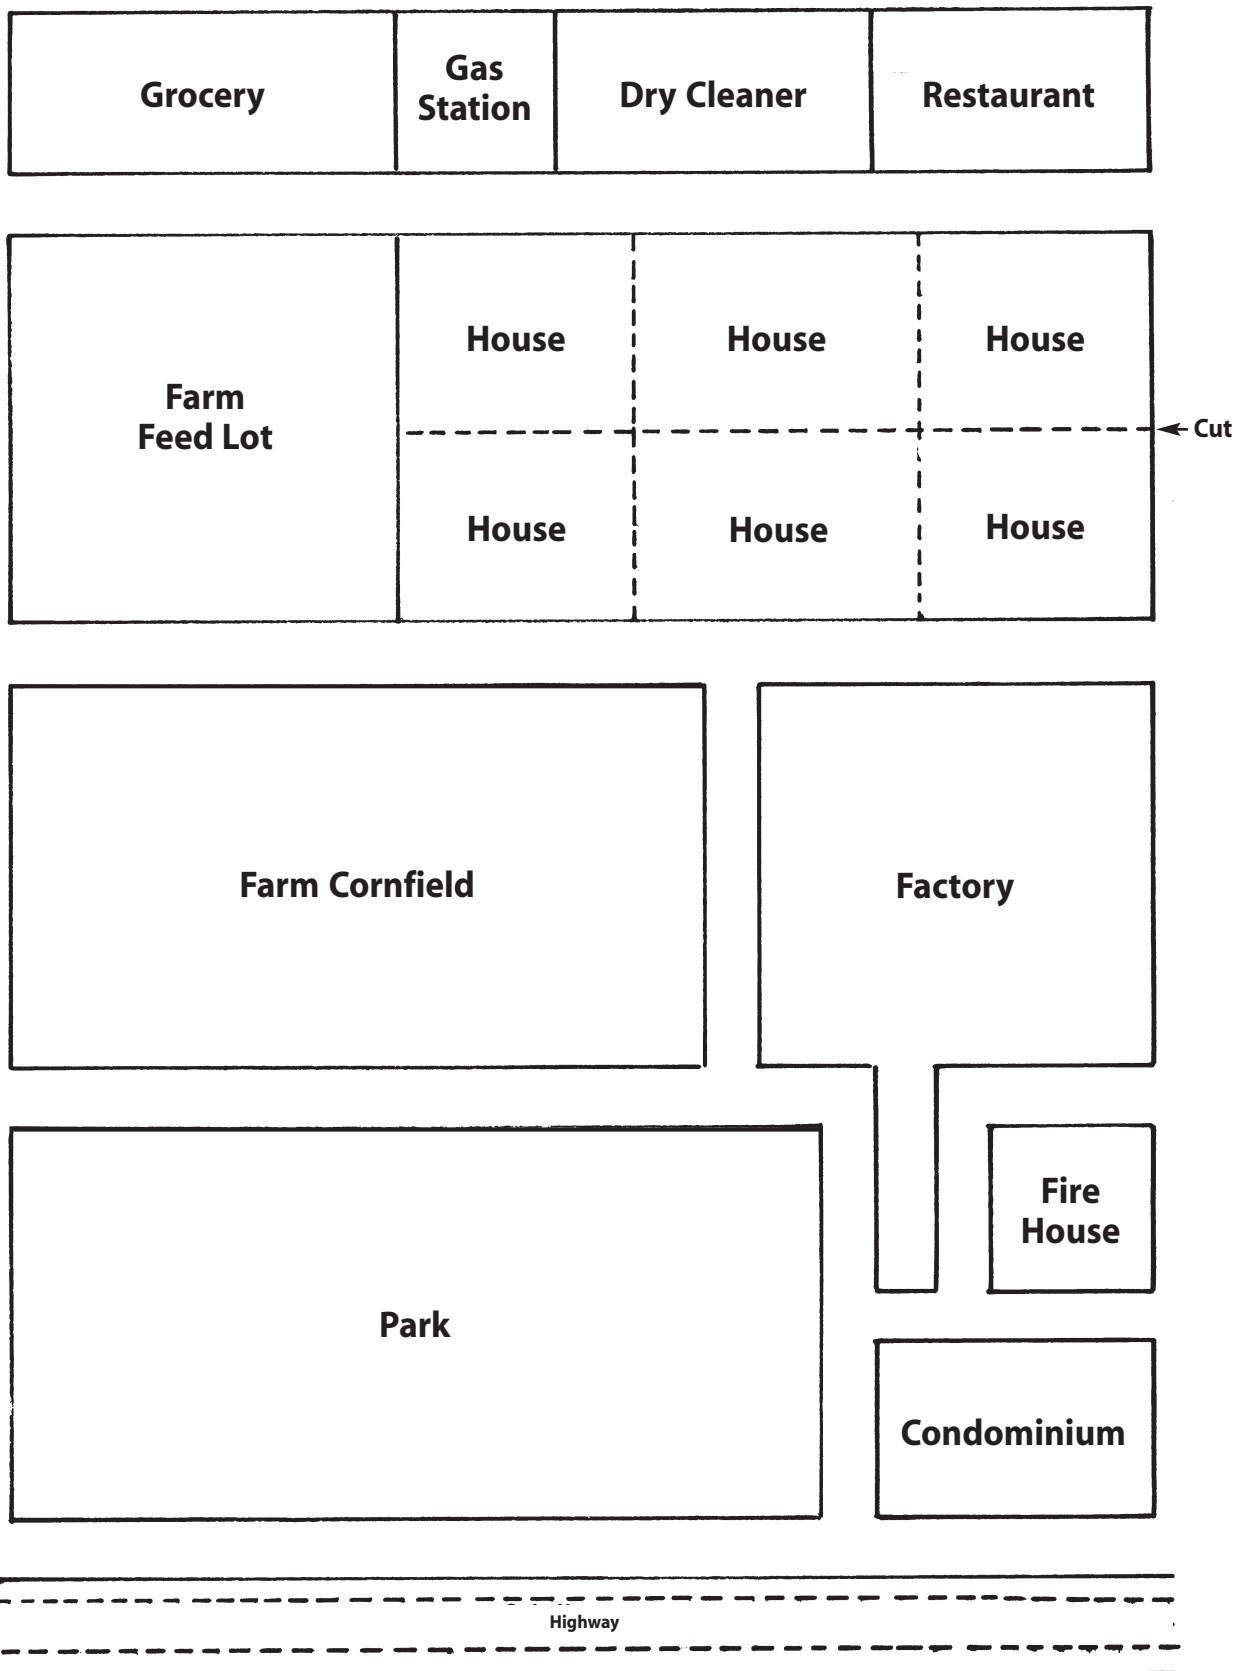 Grocery
Gas
Station
Dry Cleaner
Restaurant
Farm
Feed Lot
House
House
House
Cut
House
House
House
Farm Cornfield
Factory
Fire
House
Park
Condominium
Highway